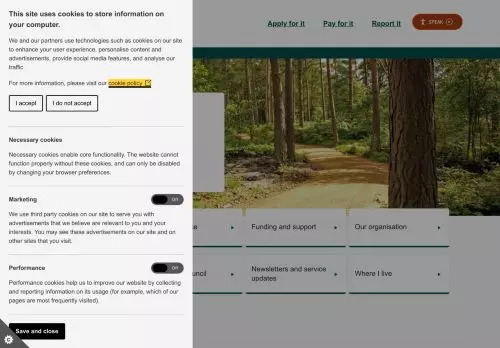 This site uses cookies to store information on
your computer.
Apply for it
Pay for it
Report it
SPEAK
We and our partners use technologies such as cookies on our site
to enhance your user experience, personalise content and
advertisements, provide social media features, and analyse our
traffic
For more information, please visit our cookie policy
I accept
I do not accept
Necessary cookies
Necessary cookies enable core functionality. The website cannot
function properly without these cookies, and can only be disabled
by changing your browser preferences.
Marketing
Off
We use third party cookies on our site to serve you with
advertisements that we believe are relevant to you and your
interests. You may see these advertisements on our site and on
other sites that you visit.
Funding and support
Our organisation
Performance
Off
Performance cookies help us to improve our website by collecting
and reporting information on its usage (for example, which of our
pages are most frequently visited).
Newsletters and service
updates
Where I live
Save and close